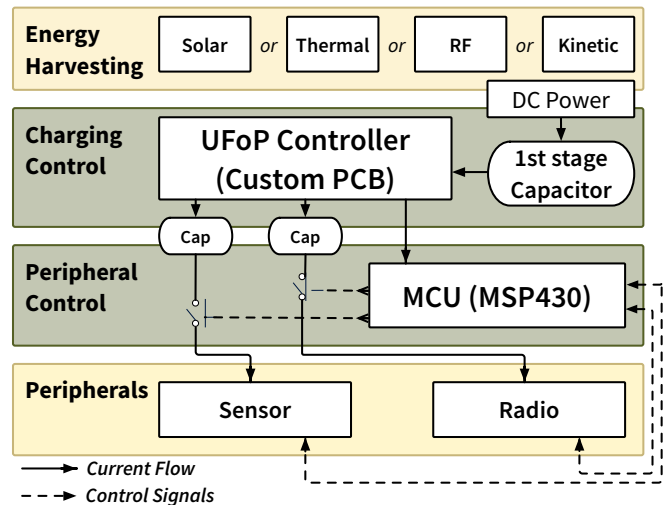 Energy
Harvesting
Solar or Thermal or RF or Kinetic
DC Power
Charging
Control
UFoP Controller
(Custom PCB)
1st stage
Capacitor
Cap Cap
Peripheral
Control
MCU (MSP430)
Peripherals
Sensor Radio
Current Flow
Control Signals